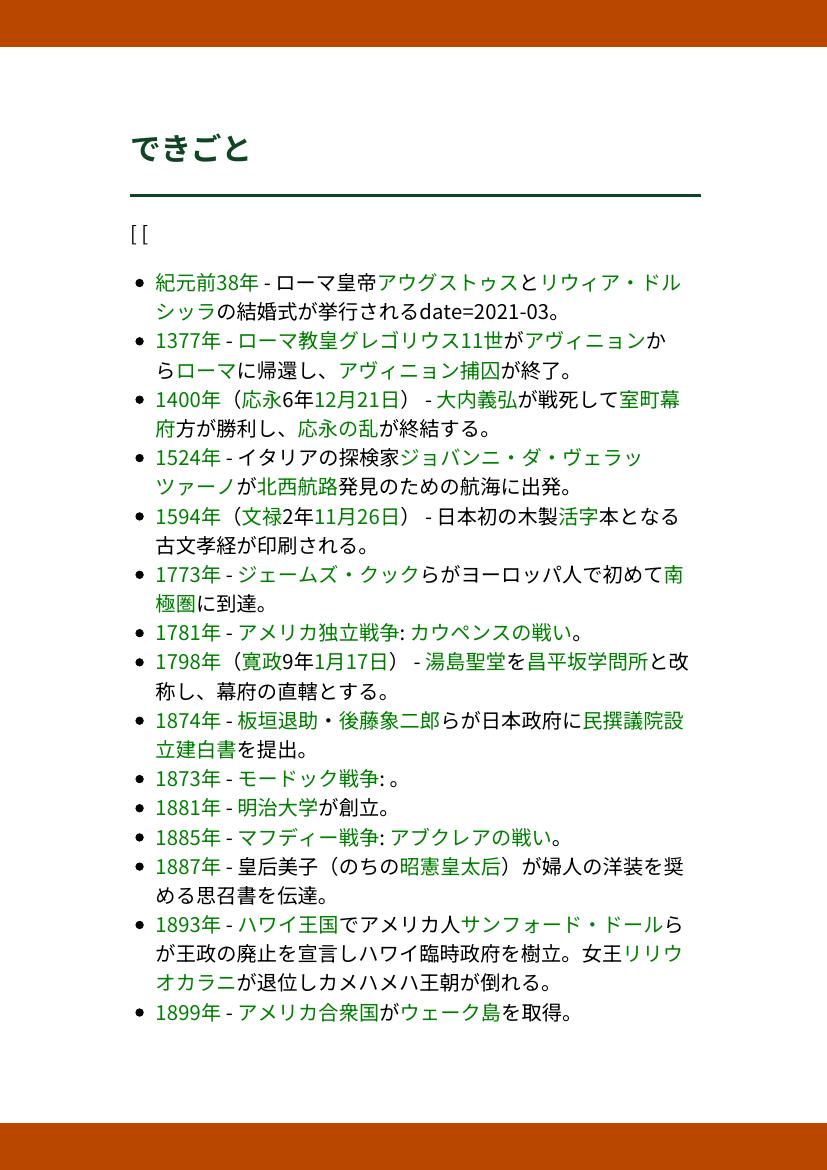 できごと
[ [
紀元前38年 - ローマ皇帝アウグストゥスとリウィア・ドル
シッラの結婚式が挙行されるdate=2021-03。
1377年 - ローマ教皇グレゴリウス11世がアヴィニョンか
らローマに帰還し、アヴィニョン捕囚が終了。
1400年（応永6年12月21日） - 大内義弘が戦死して室町幕
府方が勝利し、応永の乱が終結する。
1524年 - イタリアの探検家ジョバンニ・ダ・ヴェラッ
ツァーノが北西航路発見のための航海に出発。
1594年（文禄2年11月26日） - 日本初の木製活字本となる
古文孝経が印刷される。
1773年 - ジェームズ・クックらがヨーロッパ人で初めて南
極圏に到達。
1781年 - アメリカ独立戦争: カウペンスの戦い。
1798年（寛政9年1月17日） - 湯島聖堂を昌平坂学問所と改
称し、幕府の直轄とする。
1874年 - 板垣退助・後藤象二郎らが日本政府に民撰議院設
立建白書を提出。
1873年 - モードック戦争: 。
1881年 - 明治大学が創立。
1885年 - マフディー戦争: アブクレアの戦い。
1887年 - 皇后美子（のちの昭憲皇太后）が婦人の洋装を奨
める思召書を伝達。
1893年 - ハワイ王国でアメリカ人サンフォード・ドールら
が王政の廃止を宣言しハワイ臨時政府を樹立。女王リリウ
オカラニが退位しカメハメハ王朝が倒れる。
1899年 - アメリカ合衆国がウェーク島を取得。